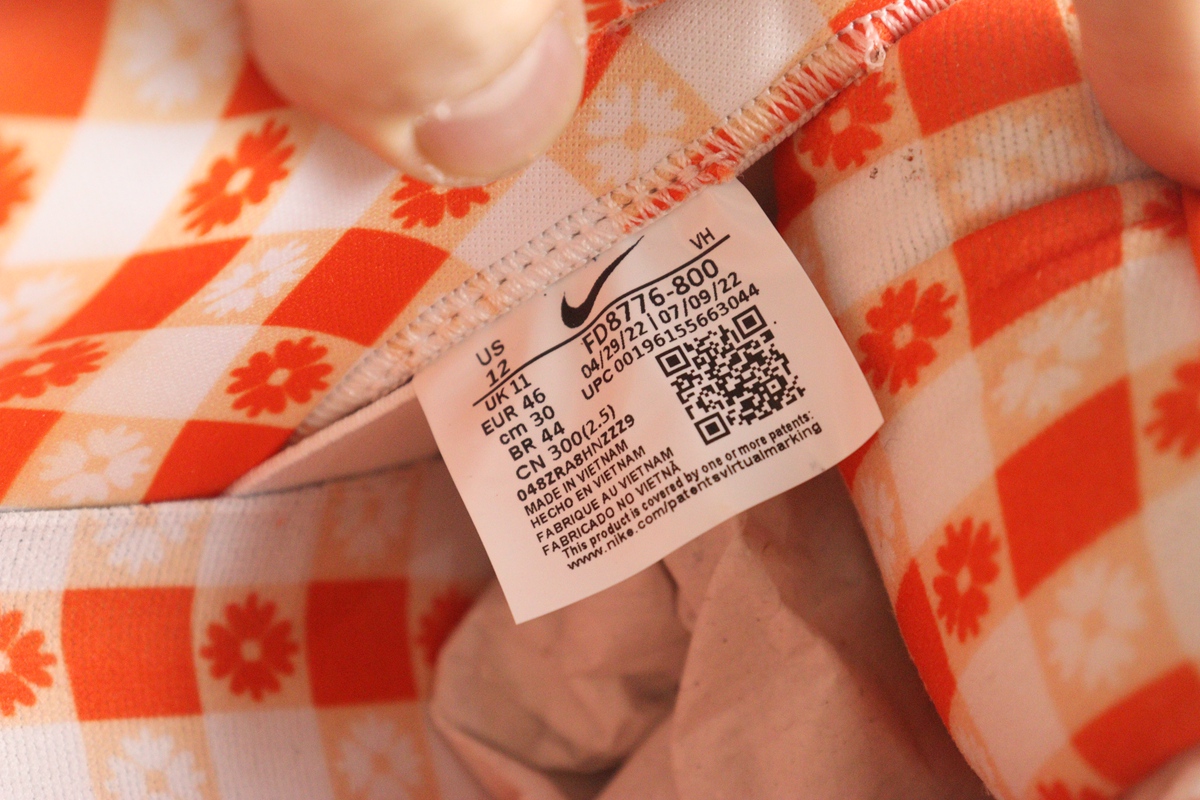 VH
US
12
UK 11
EUR 46
cm 30
BR 44
CN 300(2.5)
FD8776-800
04/29/22 | 07/09/22
UPC 00196155663044
048ZRA8HNZZZ9
MADE IN VIETNAM
HECHO EN VIETNAM
FABRIQUE AU VIETNAM
FABRICADO NO VIETNÃ
This product is covered by one or more patents:
www.nike.com/patentsvirtualmarking